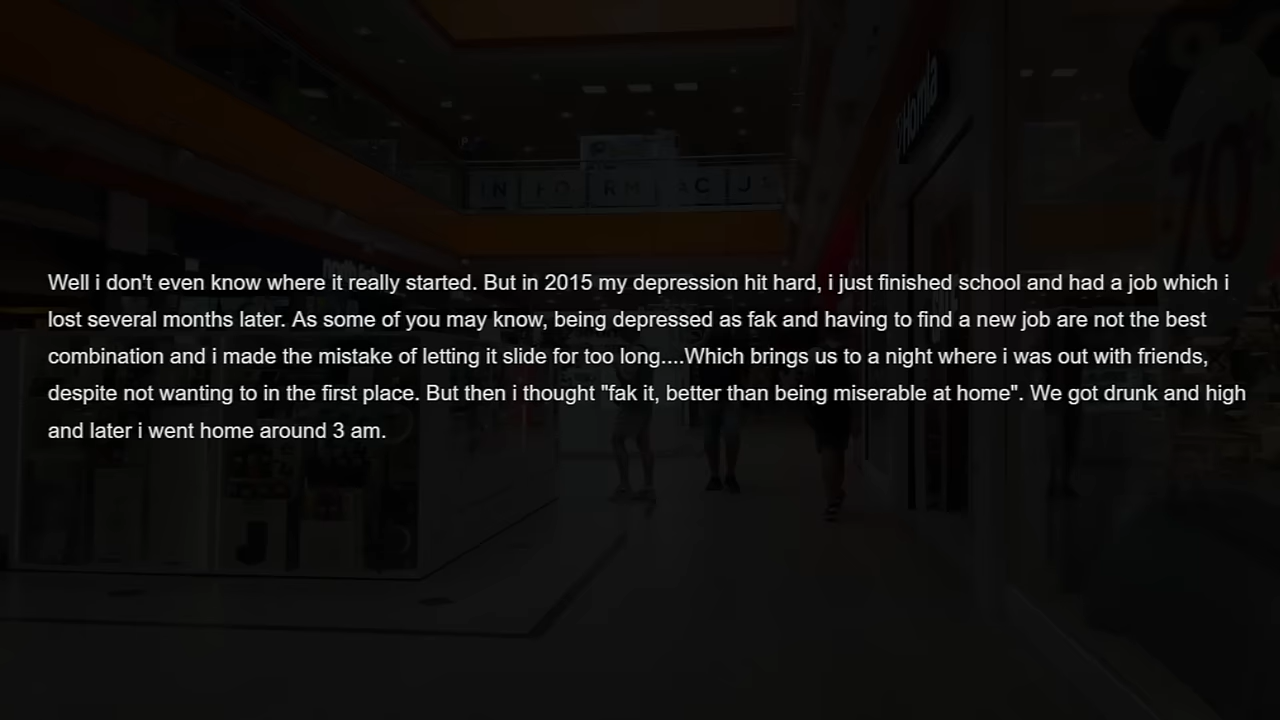 Homla
70
INFORMACJ
Well i don't even know where it really started. But in 2015 my depression hit hard, i just finished school and had a job which i
lost several months later. As some of you may know, being depressed as fak and having to find a new job are not the best
combination and i made the mistake of letting it slide for too long....Which brings us to a night where i was out with friends,
despite not wanting to in the first place. But then i thought "fak it, better than being miserable at home". We got drunk and high
and later i went home around 3 am.